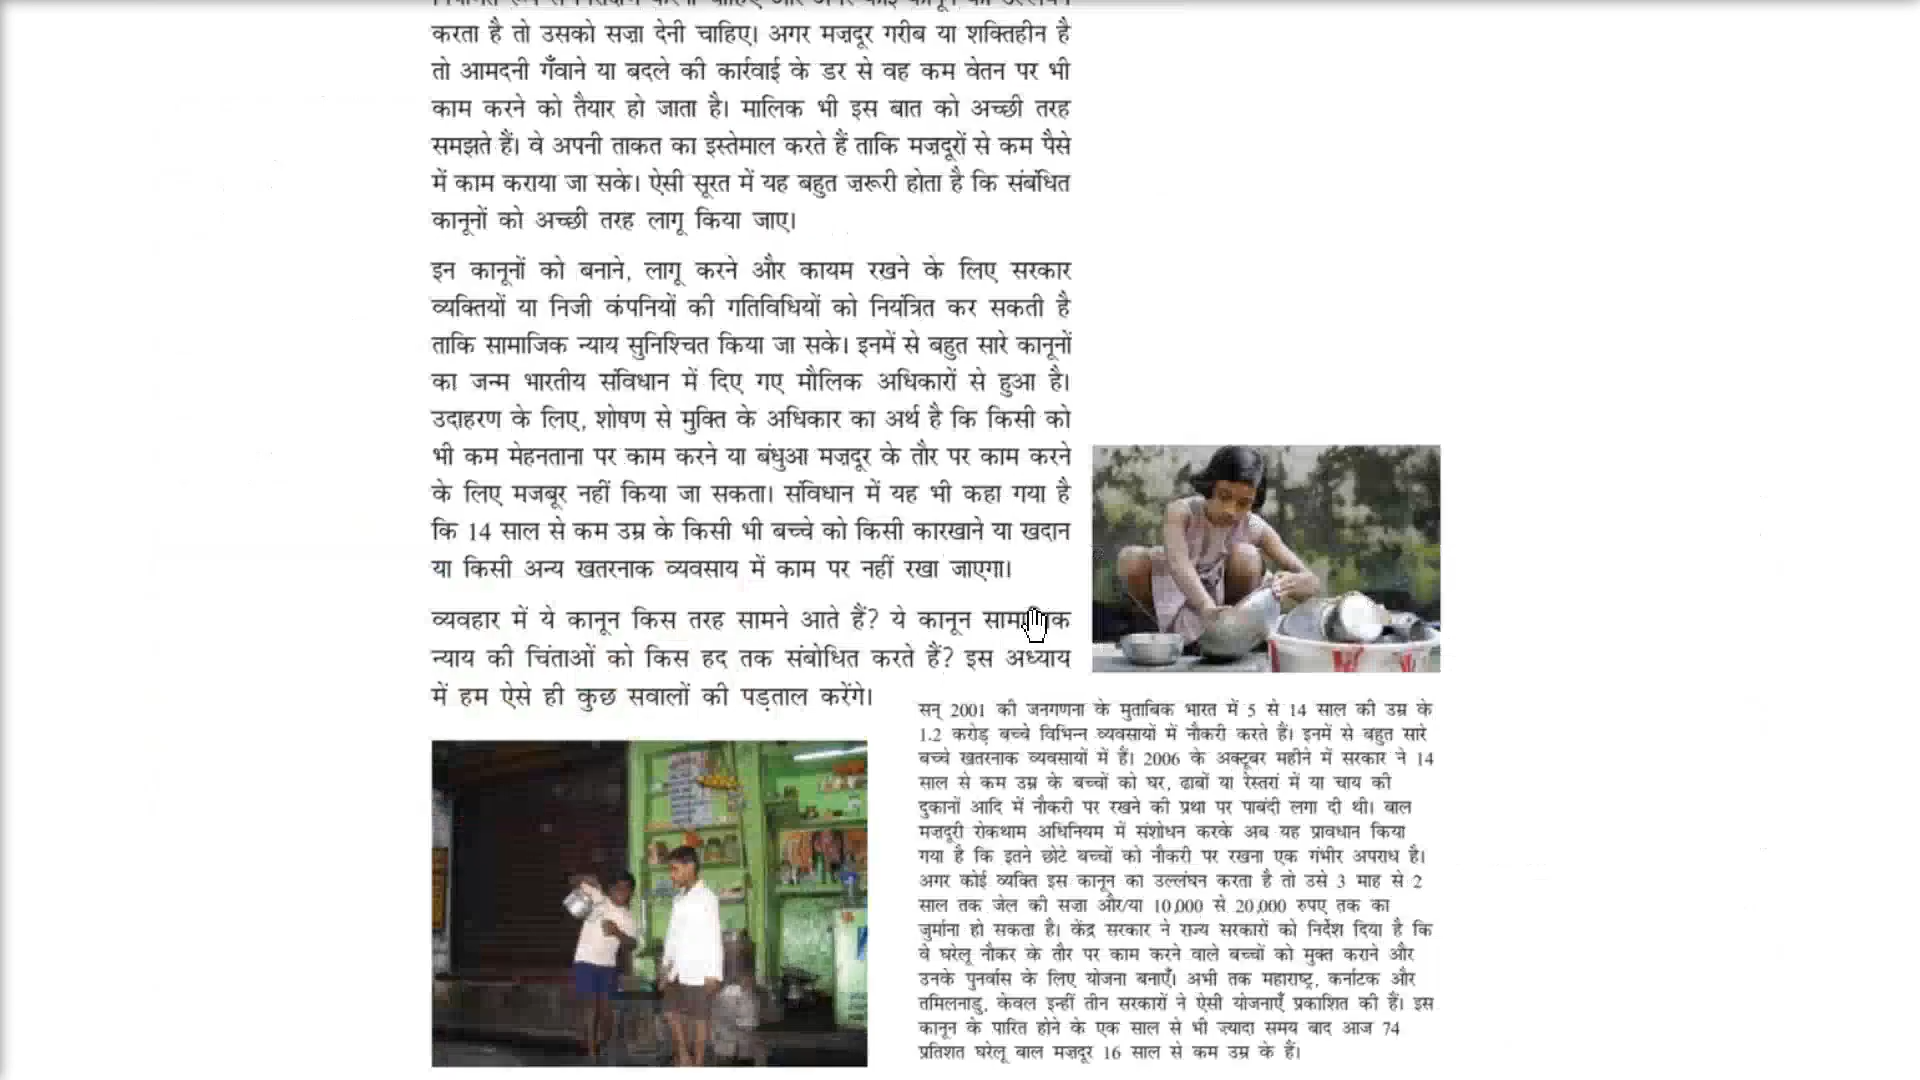 करता है तो उसको सज़ा देनी चाहिए। अगर मज़दूर गरीब या शक्तिहीन है
तो आमदनी गँवाने या बदले की कार्रवाई के डर से वह कम वेतन पर भी
काम करने को तैयार हो जाता है। मालिक भी इस बात को अच्छी तरह
समझते हैं। वे अपनी ताकत का इस्तेमाल करते हैं ताकि मज़दूरों से कम पैसे
में काम कराया जा सके। ऐसी सूरत में यह बहुत ज़रूरी होता है कि संबंधित
कानूनों को अच्छी तरह लागू किया जाए।
इन कानूनों को बनाने, लागू करने और कायम रखने के लिए सरकार
व्यक्तियों या निजी कंपनियों की गतिविधियों को नियंत्रित कर सकती है
ताकि सामाजिक न्याय सुनिश्चित किया जा सके। इनमें से बहुत सारे कानूनों
का जन्म भारतीय संविधान में दिए गए मौलिक अधिकारों से हुआ है।
उदाहरण के लिए, शोषण से मुक्ति के अधिकार का अर्थ है कि किसी को
भी कम मेहनताना पर काम करने या बंधुआ मज़दूर के तौर पर काम करने
के लिए मजबूर नहीं किया जा सकता। संविधान में यह भी कहा गया है
कि 14 साल से कम उम्र के किसी भी बच्चे को किसी कारखाने या खदान
या किसी अन्य खतरनाक व्यवसाय में काम पर नहीं रखा जाएगा।
व्यवहार में ये कानून किस तरह सामने आते हैं? ये कानून
न्याय की चिंताओं को किस हद तक संबोधित करते हैं? इस अध्याय
में हम ऐसे ही कुछ सवालों की पड़ताल करेंगे।
सन् 2001 की जनगणना के मुताबिक भारत में 5 से 14 साल की उम्र के
1.2 करोड़ बच्चे विभिन्न व्यवसायों में नौकरी करते हैं। इनमें से बहुत सारे
बच्चे खतरनाक व्यवसायों में हैं। 2006 के अक्टूबर महीने में सरकार ने 14
साल से कम उम्र के बच्चों को घर, ढाबों या रेस्तरां में या चाय की
दुकानों आदि में नौकरी पर रखने की प्रथा पर पाबंदी लगा दी थी। बाल
मज़दूरी रोकथाम अधिनियम में संशोधन करके अब यह प्रावधान किया
गया है कि इतने छोटे बच्चों को नौकरी पर रखना एक गंभीर अपराध है।
अगर कोई व्यक्ति इस कानून का उल्लंघन करता है तो उसे 3 माह से 2
साल तक जेल की सज़ा और/या 10,000 से 20,000 रुपए तक का
जुर्माना हो सकता है। केंद्र सरकार ने राज्य सरकारों को निर्देश दिया है कि
वे घरेलू नौकर के तौर पर काम करने वाले बच्चों को मुक्त कराने और
उनके पुनर्वास के लिए योजना बनाएँ। अभी तक महाराष्ट्र, कर्नाटक और
तमिलनाडु, केवल इन्हीं तीन सरकारों ने ऐसी योजनाएँ प्रकाशित की हैं। इस
कानून के पारित होने के एक साल से भी ज़्यादा समय बाद आज 74
प्रतिशत घरेलू बाल मज़दूर 16 साल से कम उम्र के हैं।